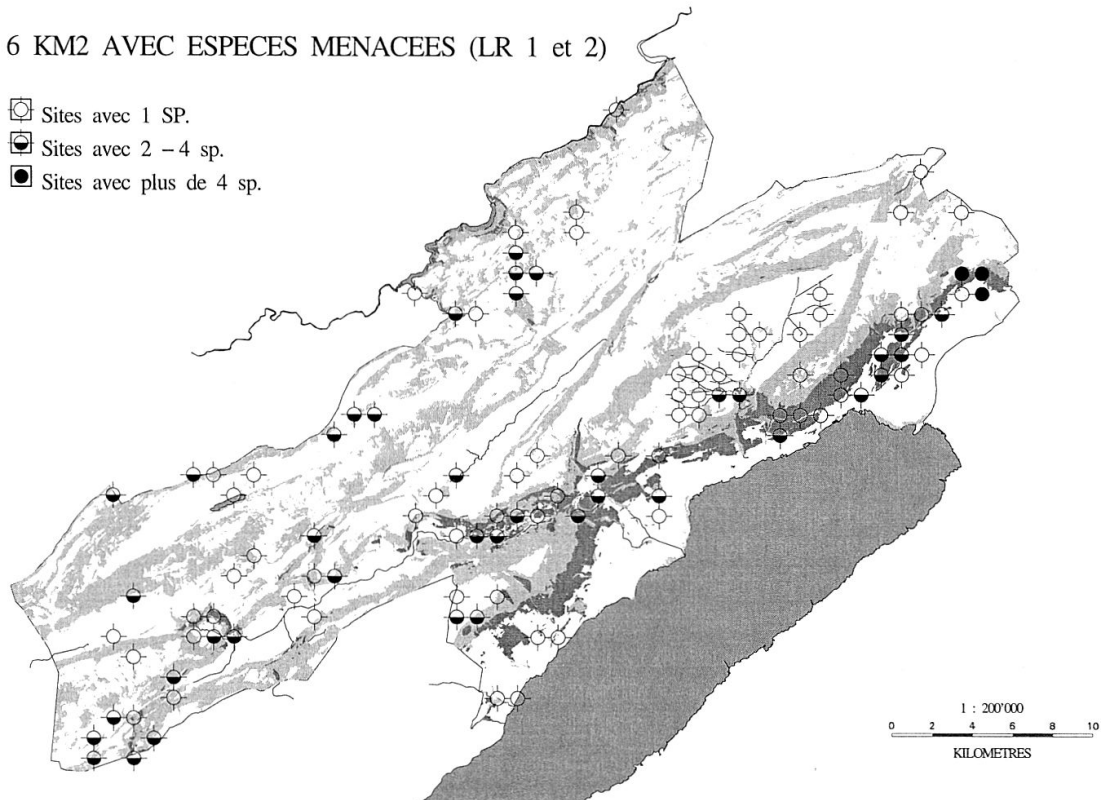 6 KM2 AVEC ESPECES MENACEES (LR 1 et 2)
Sites avec 1 SP.
Sites avec 2 – 4 sp.
Sites avec plus de 4 sp.
1 : 200'000
0 2 4 6 8 10
KILOMETRES